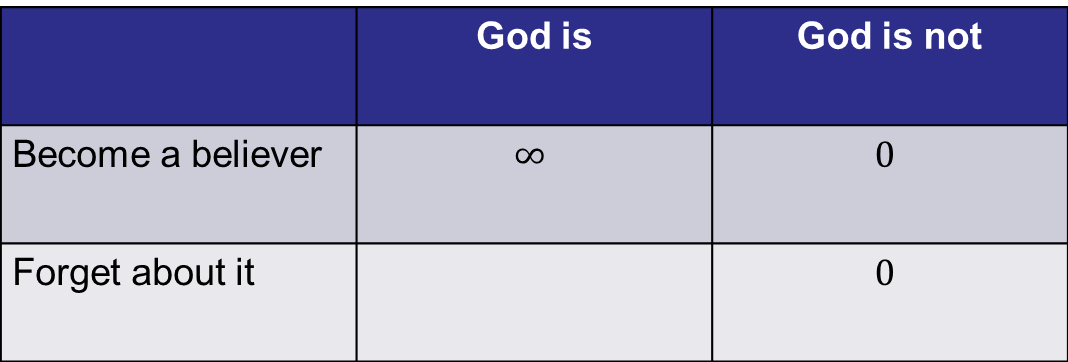 God is God is not
Become a believer ∞ 0
Forget about it 0